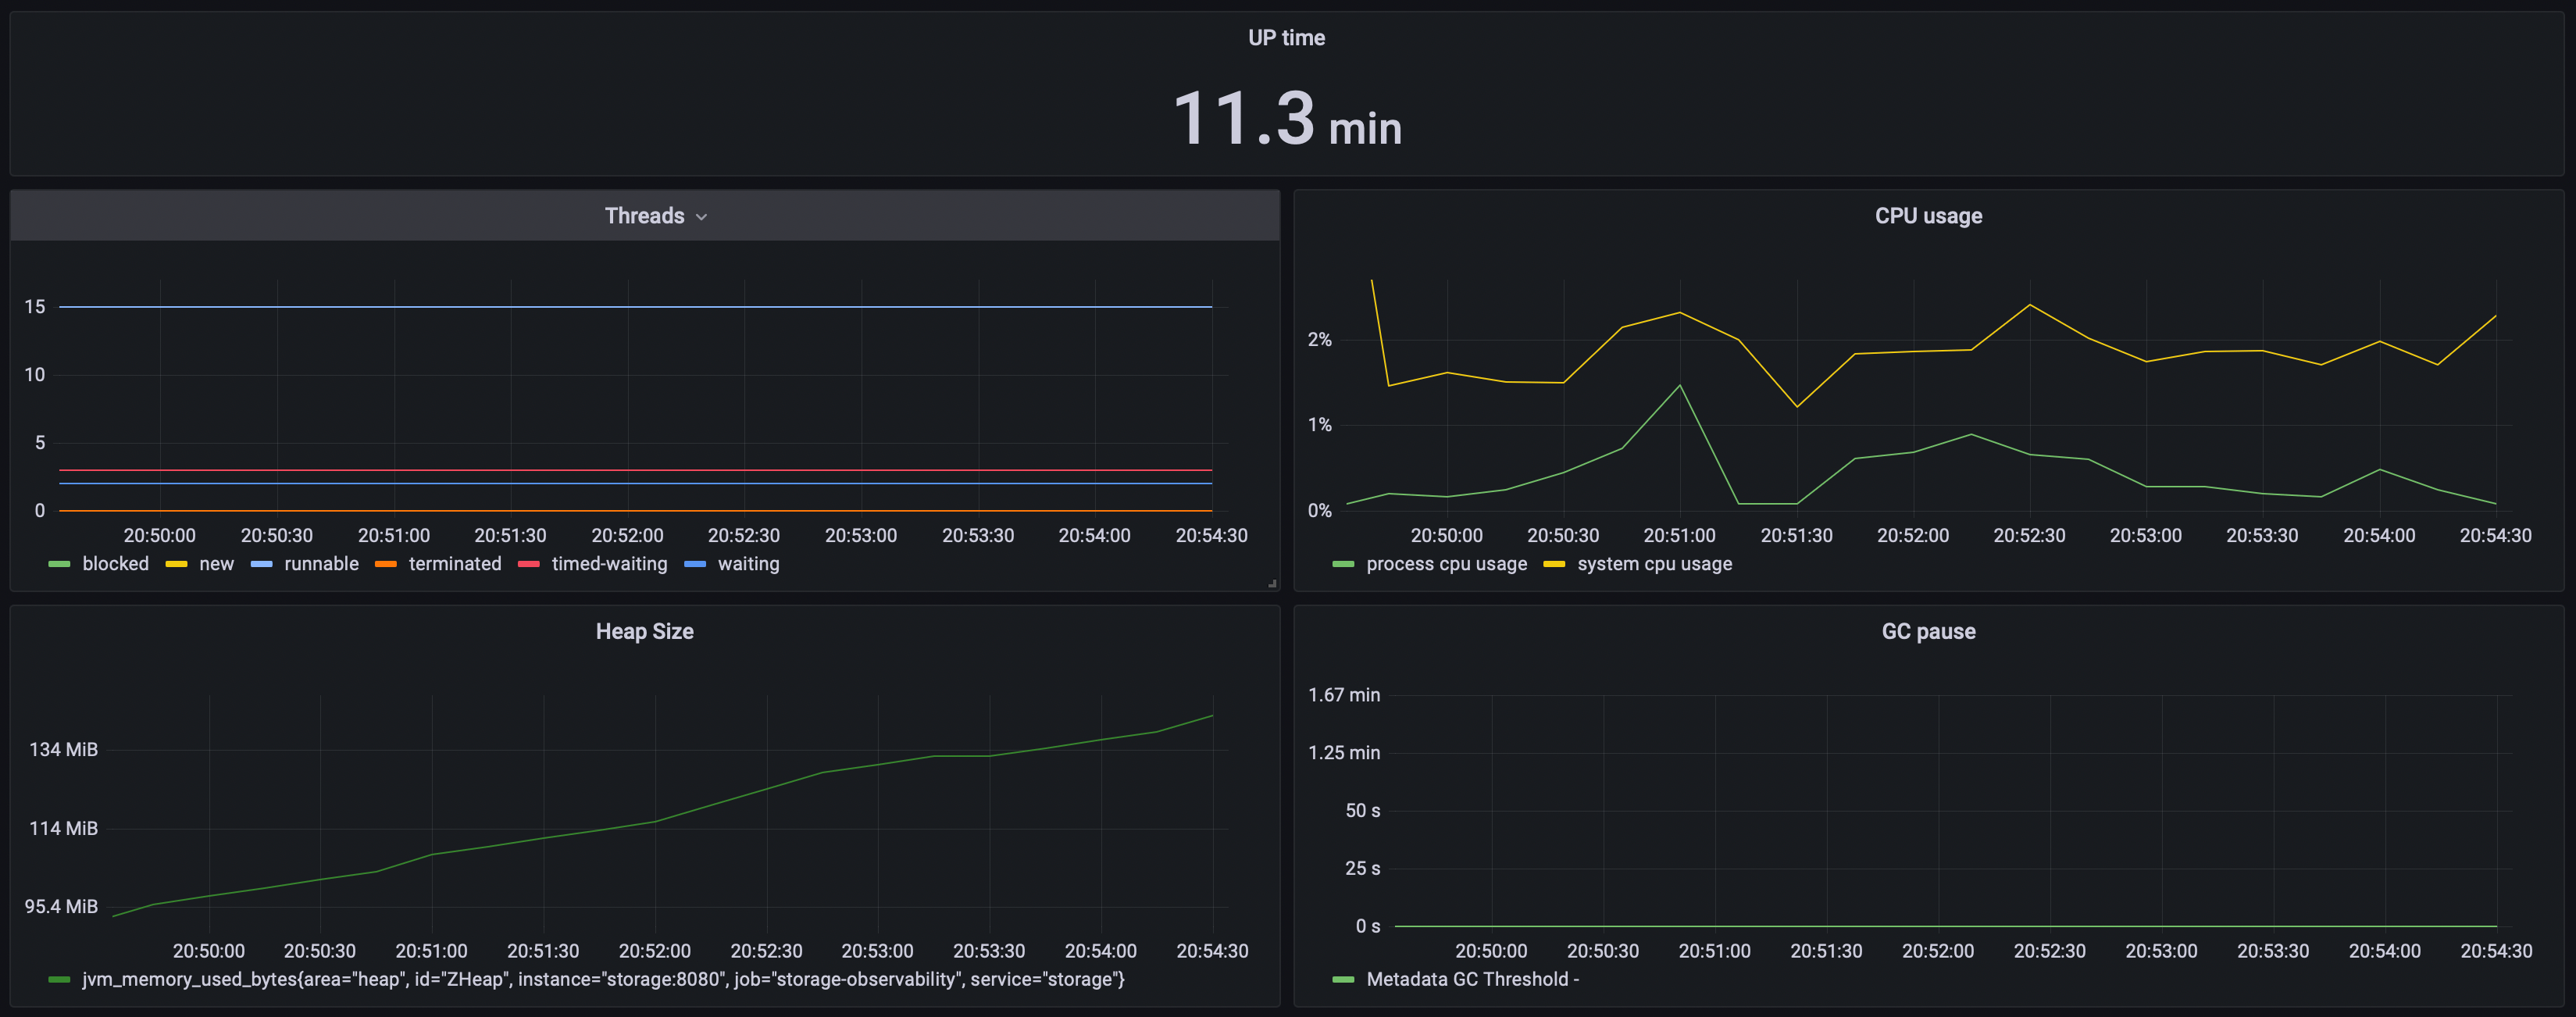 UP time
11.3 min
Threads
15
10
5
0
20:50:00 20:50:30 20:51:00 20:51:30 20:52:00 20:52:30 20:53:00 20:53:30 20:54:00 20:54:30
blocked new runnable terminated timed-waiting waiting
CPU usage
2%
1%
0%
20:50:00 20:50:30 20:51:00 20:51:30 20:52:00 20:52:30 20:53:00 20:53:30 20:54:00 20:54:30
process cpu usage system cpu usage
Heap Size
134 MiB
114 MiB
95.4 MiB
20:50:00 20:50:30 20:51:00 20:51:30 20:52:00 20:52:30 20:53:00 20:53:30 20:54:00 20:54:30
jvm_memory_used_bytes{area="heap", id="ZHeap", instance="storage:8080", job="storage-observability", service="storage"}
GC pause
1.67 min
1.25 min
50 s
25 s
0 s
20:50:00 20:50:30 20:51:00 20:51:30 20:52:00 20:52:30 20:53:00 20:53:30 20:54:00 20:54:30
Metadata GC Threshold -